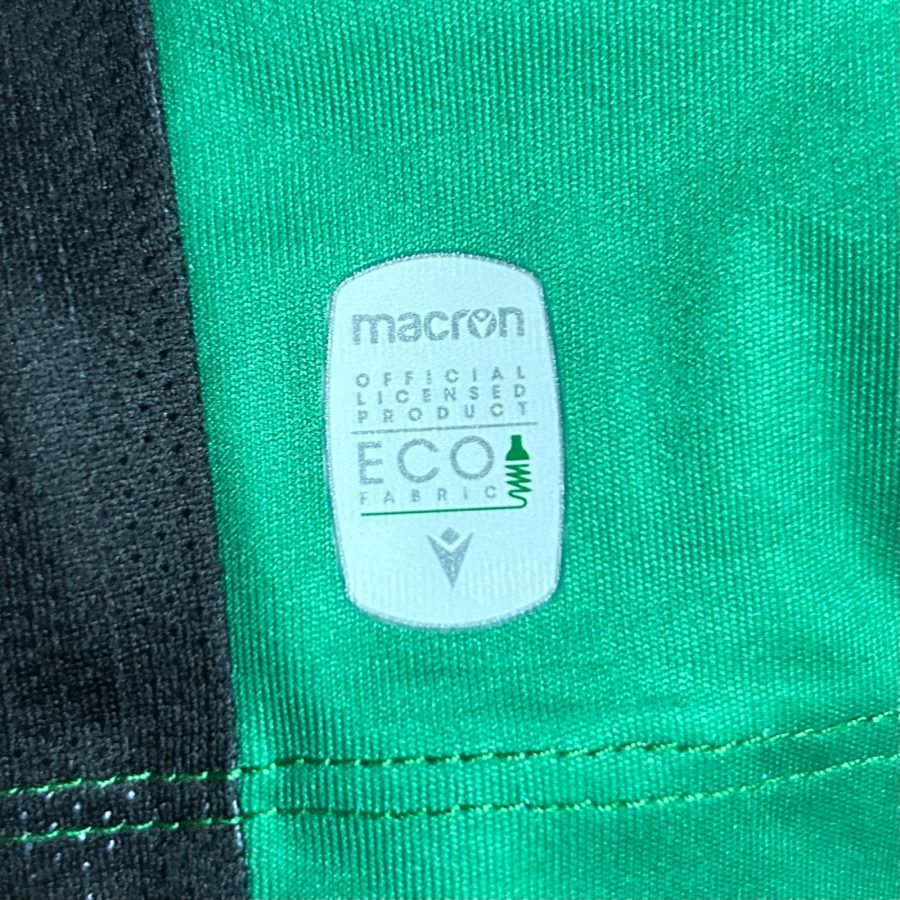 macron
OFFICIAL
LICENSED
PRODUCT
ECO
FABRIC